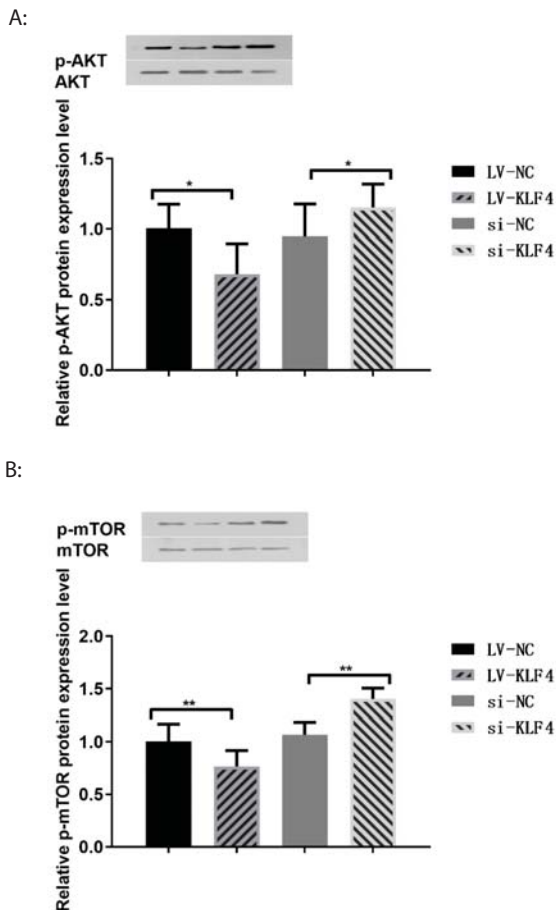 A:
p-AKT
AKT
Relative p-AKT protein expression level
1.5
1.0
0.5
0.0
*
*
LV-NC
LV-KLF4
si-NC
si-KLF4
B:
p-mTOR
mTOR
Relative p-mTOR protein expression level
2.0
1.5
1.0
0.5
0.0
**
**
LV-NC
LV-KLF4
si-NC
si-KLF4